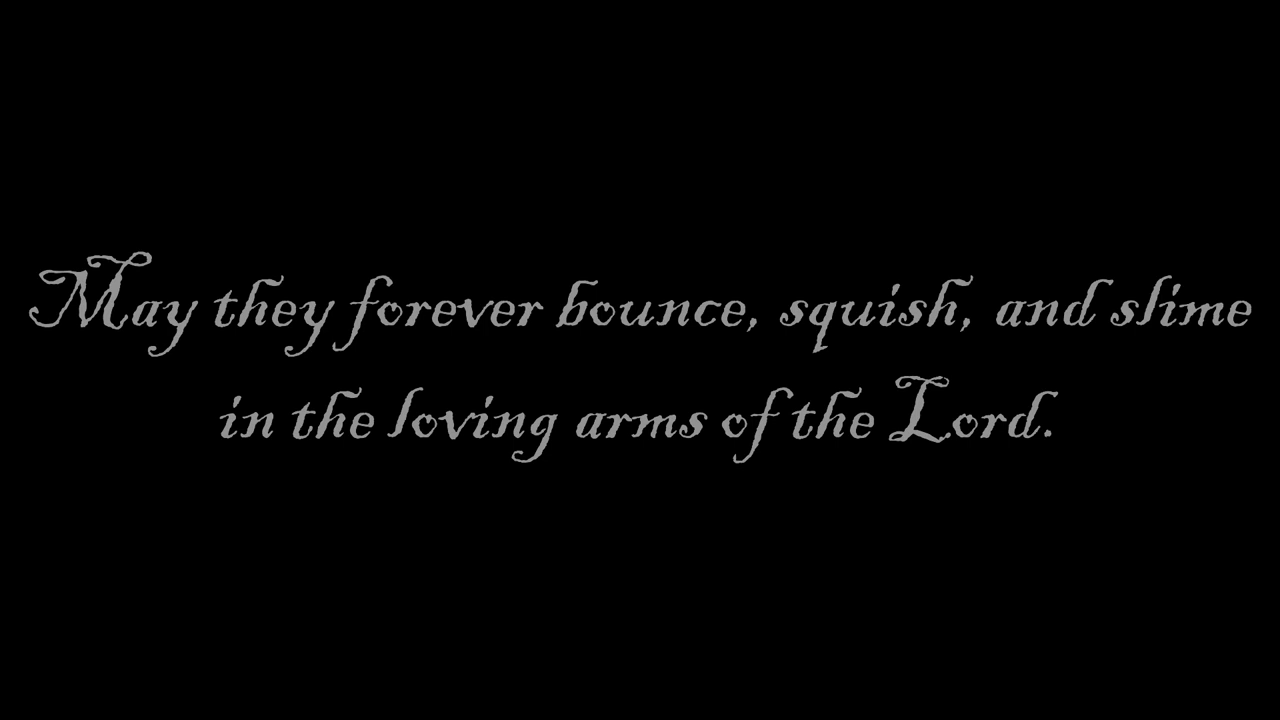 May they forever bounce, squish, and slime
in the loving arms of the Lord.